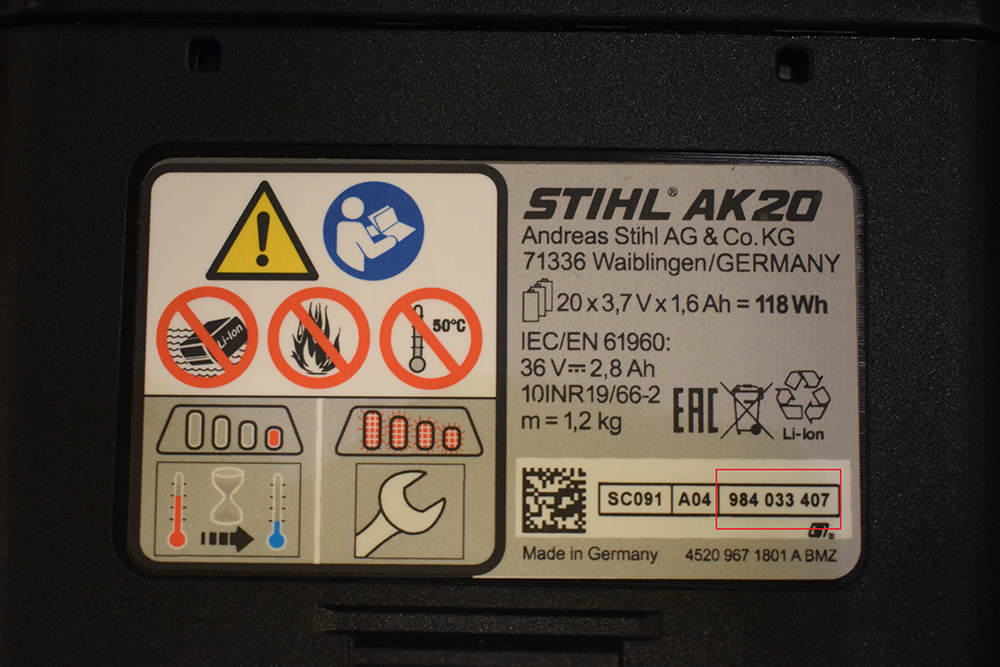 STIHL® AK20
Andreas Stihl AG & Co. KG
71336 Waiblingen/GERMANY
20 x 3,7 V x 1,6 Ah = 118 Wh
IEC/EN 61960:
36 V⎓2,8 Ah
10INR19/66-2
m = 1,2 kg
EAC
Li-Ion
Li-Ion
50°C
SC091 A04 984 033 407
Made in Germany 4520 967 1801 A BMZ